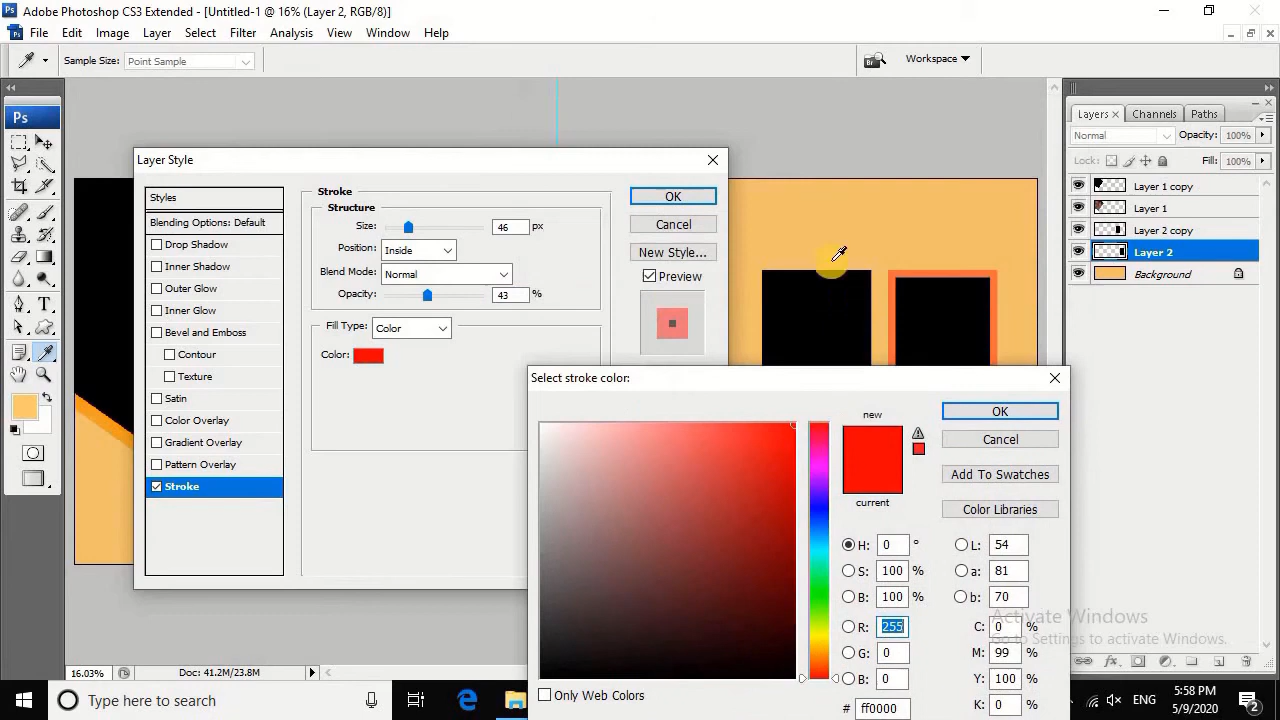 Adobe Photoshop CS3 Extended - [Untitled-1 @ 16% (Layer 2, RGB/8)]
File Edit Image Layer Select Filter Analysis View Window Help
Sample Size: Point Sample
Workspace
Ps
Layer Style
Styles
Blending Options: Default
Drop Shadow
Inner Shadow
Outer Glow
Inner Glow
Bevel and Emboss
Contour
Texture
Satin
Color Overlay
Gradient Overlay
Pattern Overlay
Stroke
Stroke
Structure
Size: 46 px
Position: Inside
Blend Mode: Normal
Opacity: 43 %
Fill Type: Color
Color:
OK
Cancel
New Style...
Preview
Select stroke color:
new
current
OK
Cancel
Add To Swatches
Color Libraries
H: 0 °
S: 100 %
B: 100 %
R: 255
G: 0
B: 0
L: 54
a: 81
b: 70
C: 0 %
M: 99 %
Y: 100 %
K: 0 %
# ff0000
Only Web Colors
Layers Channels Paths
Normal Opacity: 100%
Lock: Fill: 100%
Layer 1 copy
Layer 1
Layer 2 copy
Layer 2
Background
Activate Windows
Go to Settings to activate Windows.
16.03% Doc: 41.2M/23.8M
Type here to search
ENG
5:58 PM
5/9/2020
2